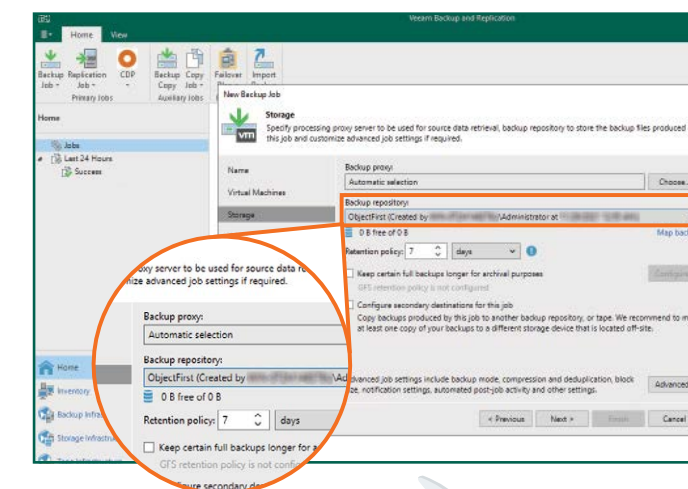 Veeam Backup and Replication
Home View
Backup Job
Replication Job
CDP
Backup Copy
Copy Job
Failover
Import
Primary Jobs
Auxiliary Jobs
Home
Jobs
Last 24 Hours
Success
New Backup Job
Storage
Specify processing proxy server to be used for source data retrieval, backup repository to store the backup files produced
this job and customize advanced job settings if required.
Name
Virtual Machines
Storage
Backup proxy:
Automatic selection
Choose..
Backup repository:
ObjectFirst (Created by \Administrator at
0 B free of 0 B
Map back
Retention policy: 7 days
Keep certain full backups longer for archival purposes
Configure
GFS retention policy is not configured
Configure secondary destinations for this job
Copy backups produced by this job to another backup repository, or tape. We recommend to m
at least one copy of your backups to a different storage device that is located off-site.
dvanced job settings include backup mode, compression and deduplication, block
ze, notification settings, automated post-job activity and other settings.
Advanced
< Previous
Next >
Finish
Cancel
Home
Inventory
Backup Infra
Storage Infrastru
oxy server to be used for source data re
mize advanced job settings if required.
Backup proxy:
Automatic selection
Backup repository:
ObjectFirst (Created by \Ad
0 B free of 0 B
Retention policy: 7 days
Keep certain full backups longer for a
GFS retention policy is not config
ure secondary des